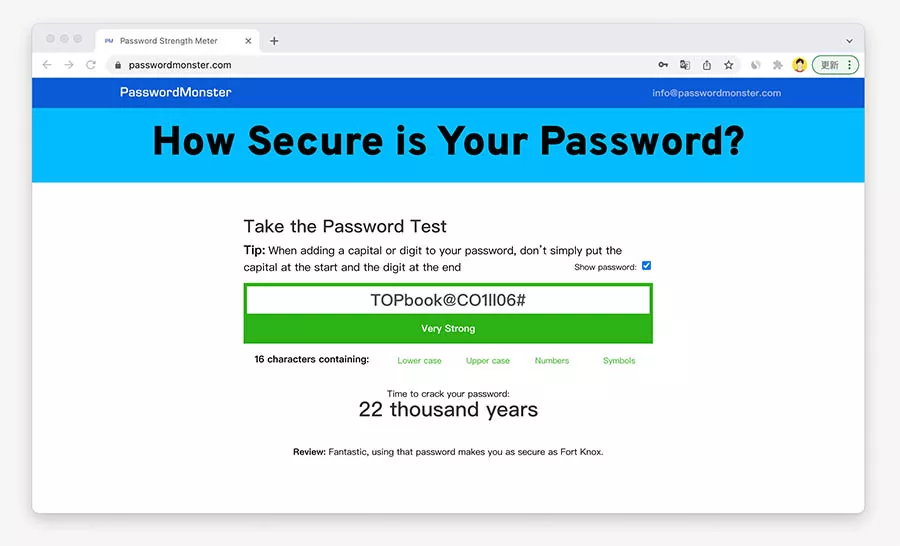 PM Password Strength Meter
passwordmonster.com
更新
PasswordMonster
info@passwordmonster.com
How Secure is Your Password?
Take the Password Test
Tip: When adding a capital or digit to your password, don't simply put the
capital at the start and the digit at the end
Show password:
TOPbook@CO1ll06#
Very Strong
16 characters containing:
Lower case
Upper case
Numbers
Symbols
Time to crack your password:
22 thousand years
Review: Fantastic, using that password makes you as secure as Fort Knox.